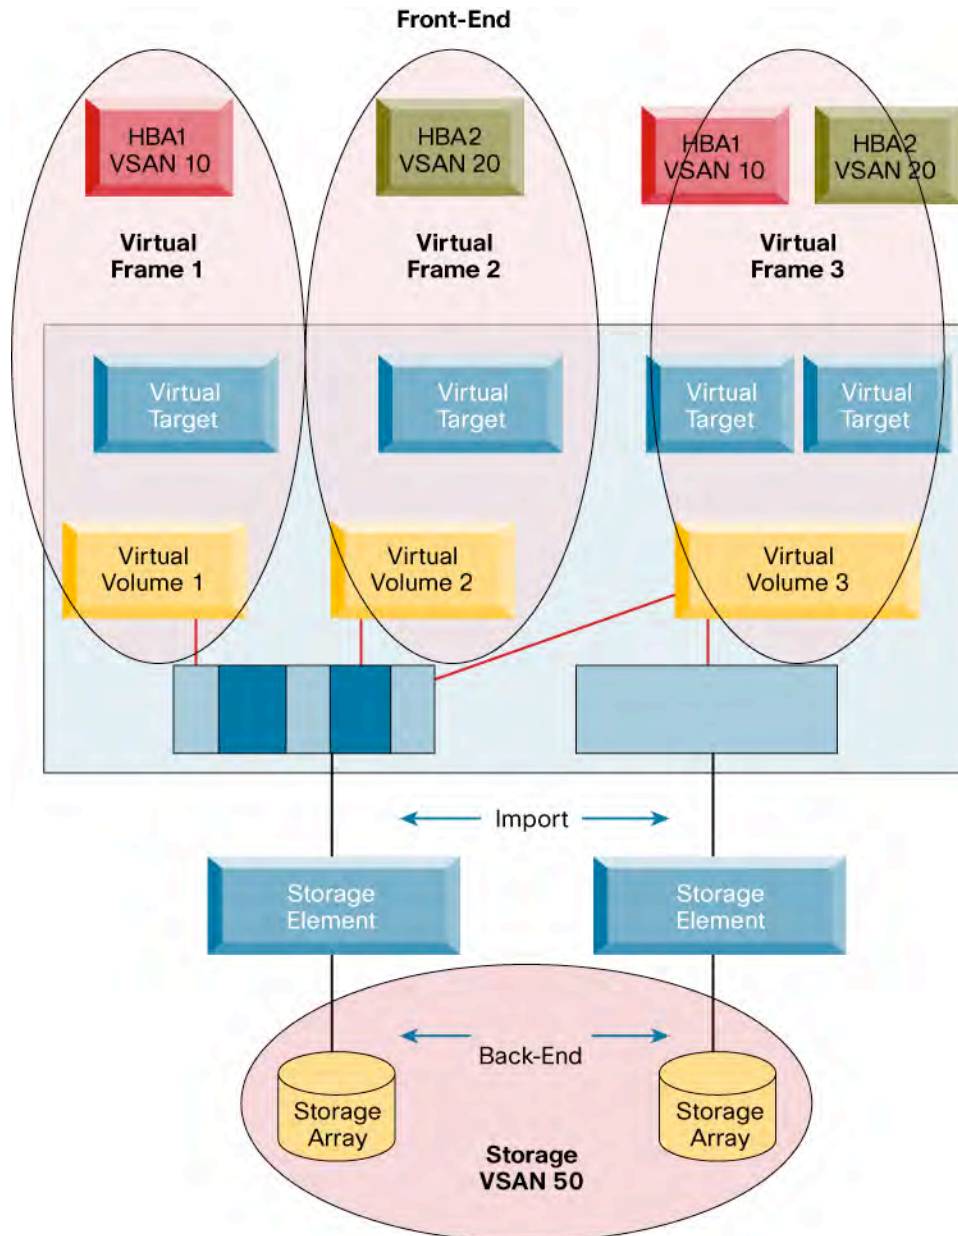 Front-End
HBA1
VSAN 10
HBA2
VSAN 20
HBA1
VSAN 10
HBA2
VSAN 20
Virtual
Frame 1
Virtual
Frame 2
Virtual
Frame 3
Virtual
Target
Virtual
Target
Virtual
Target
Virtual
Target
Virtual
Volume 1
Virtual
Volume 2
Virtual
Volume 3
Import
Storage
Element
Storage
Element
Back-End
Storage
Array
Storage
Array
Storage
VSAN 50